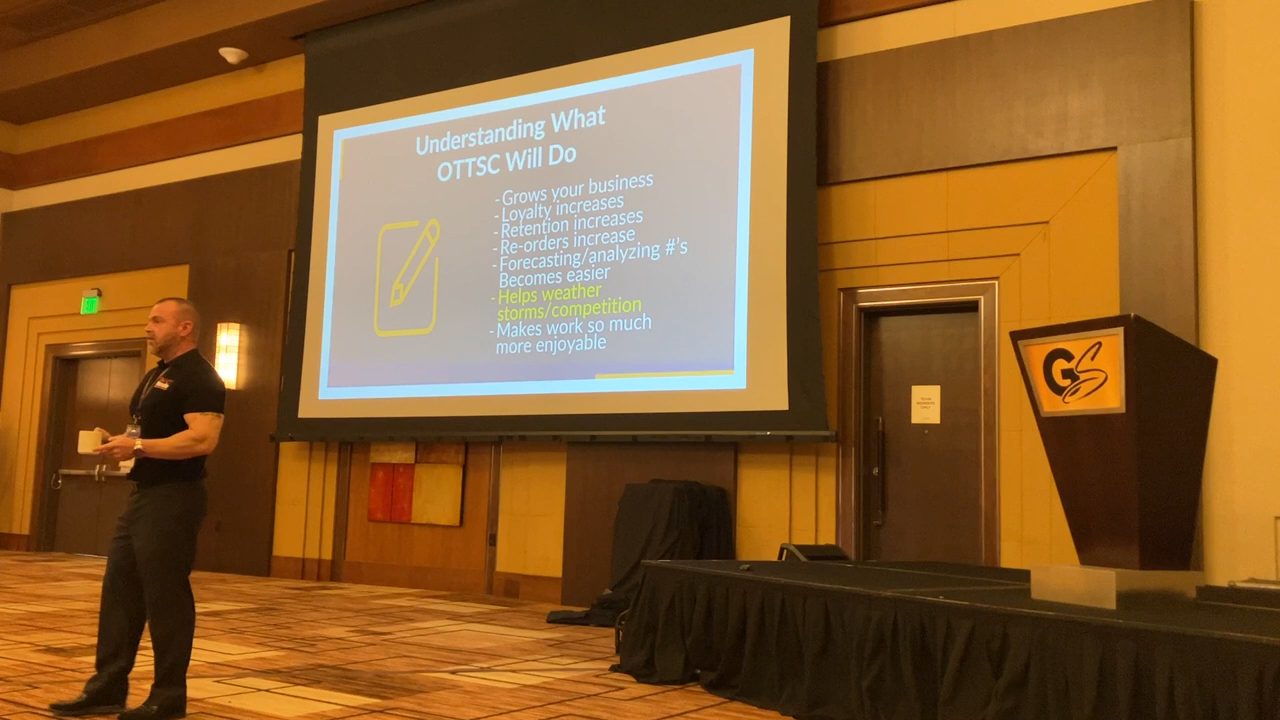 Understanding What
OTTSC Will Do
- Grows your business
- Loyalty increases
- Retention increases
- Re-orders increase
- Forecasting/analyzing #'s
Becomes easier
- Helps weather
storms/competition
- Makes work so much
more enjoyable
GS